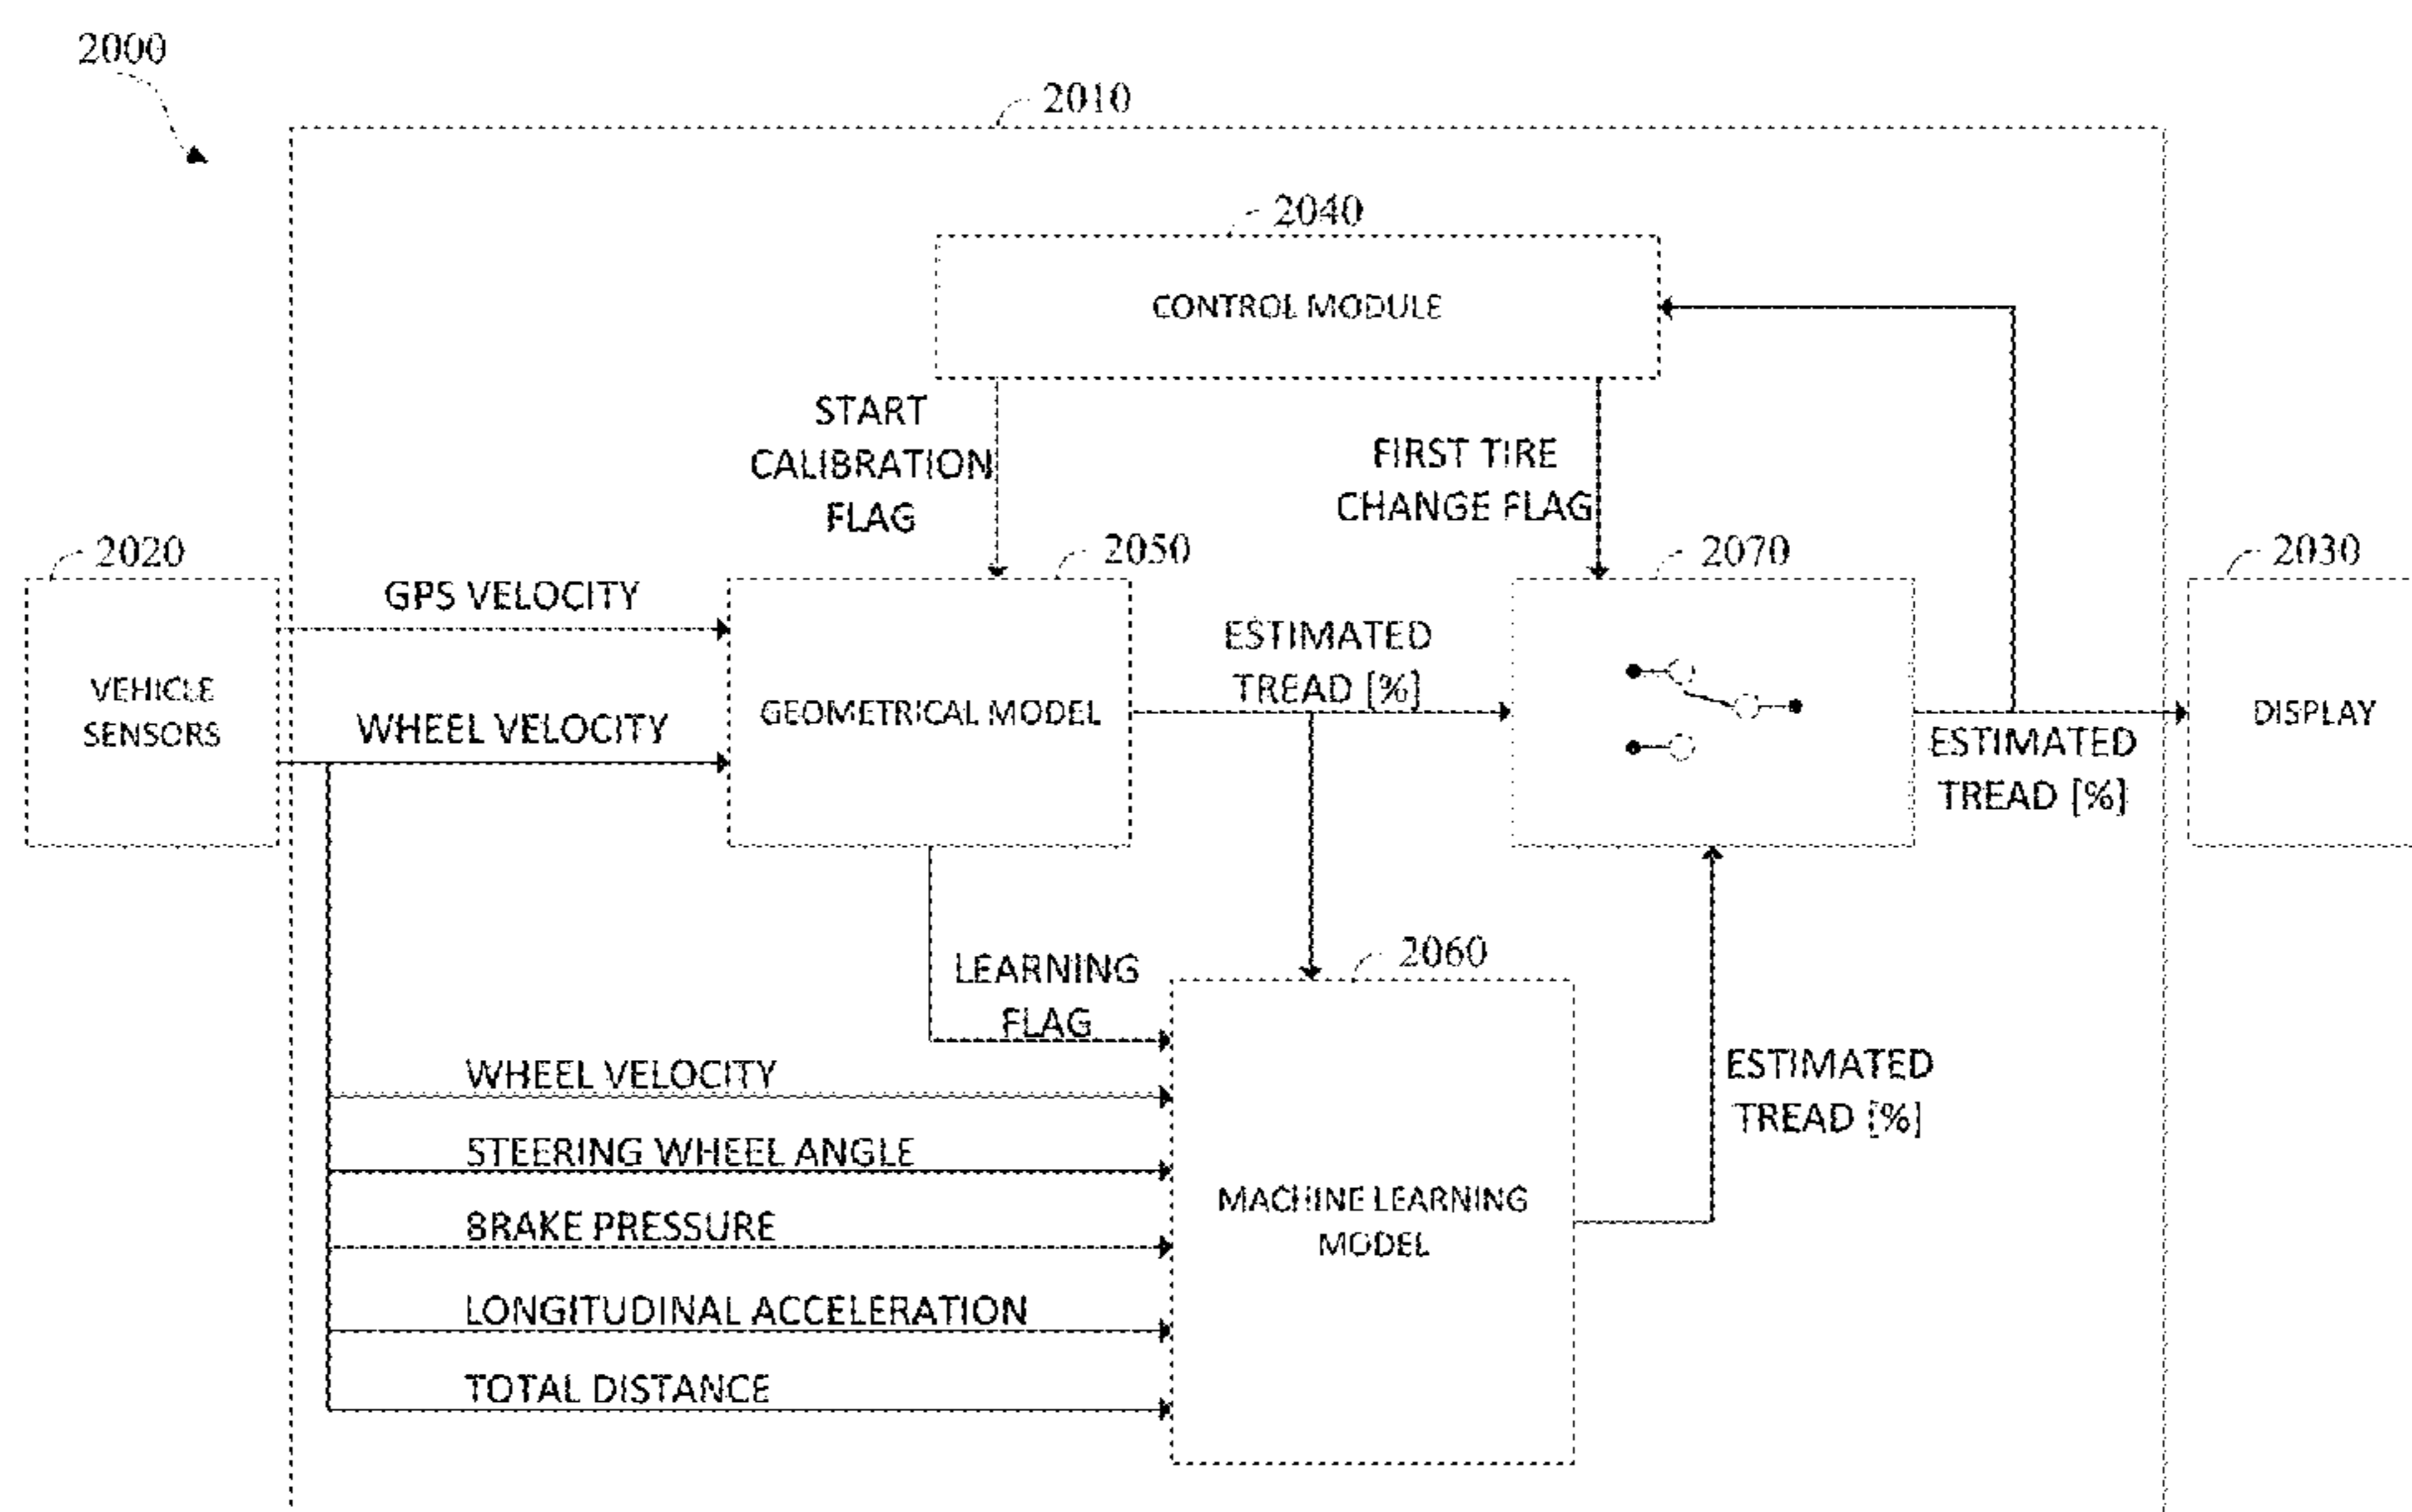 2000
2010
2040
CONTROL MODULE
START
CALIBRATION
FLAG
FIRST TIRE
CHANGE FLAG
2020
2050
2070
2030
VEHICLE
SENSORS
GPS VELOCITY
WHEEL VELOCITY
GEOMETRICAL MODEL
ESTIMATED
TREAD [%]
ESTIMATED
TREAD [%]
DISPLAY
2060
LEARNING
FLAG
WHEEL VELOCITY
STEERING WHEEL ANGLE
BRAKE PRESSURE
LONGITUDINAL ACCELERATION
TOTAL DISTANCE
MACHINE LEARNING
MODEL
ESTIMATED
TREAD [%]